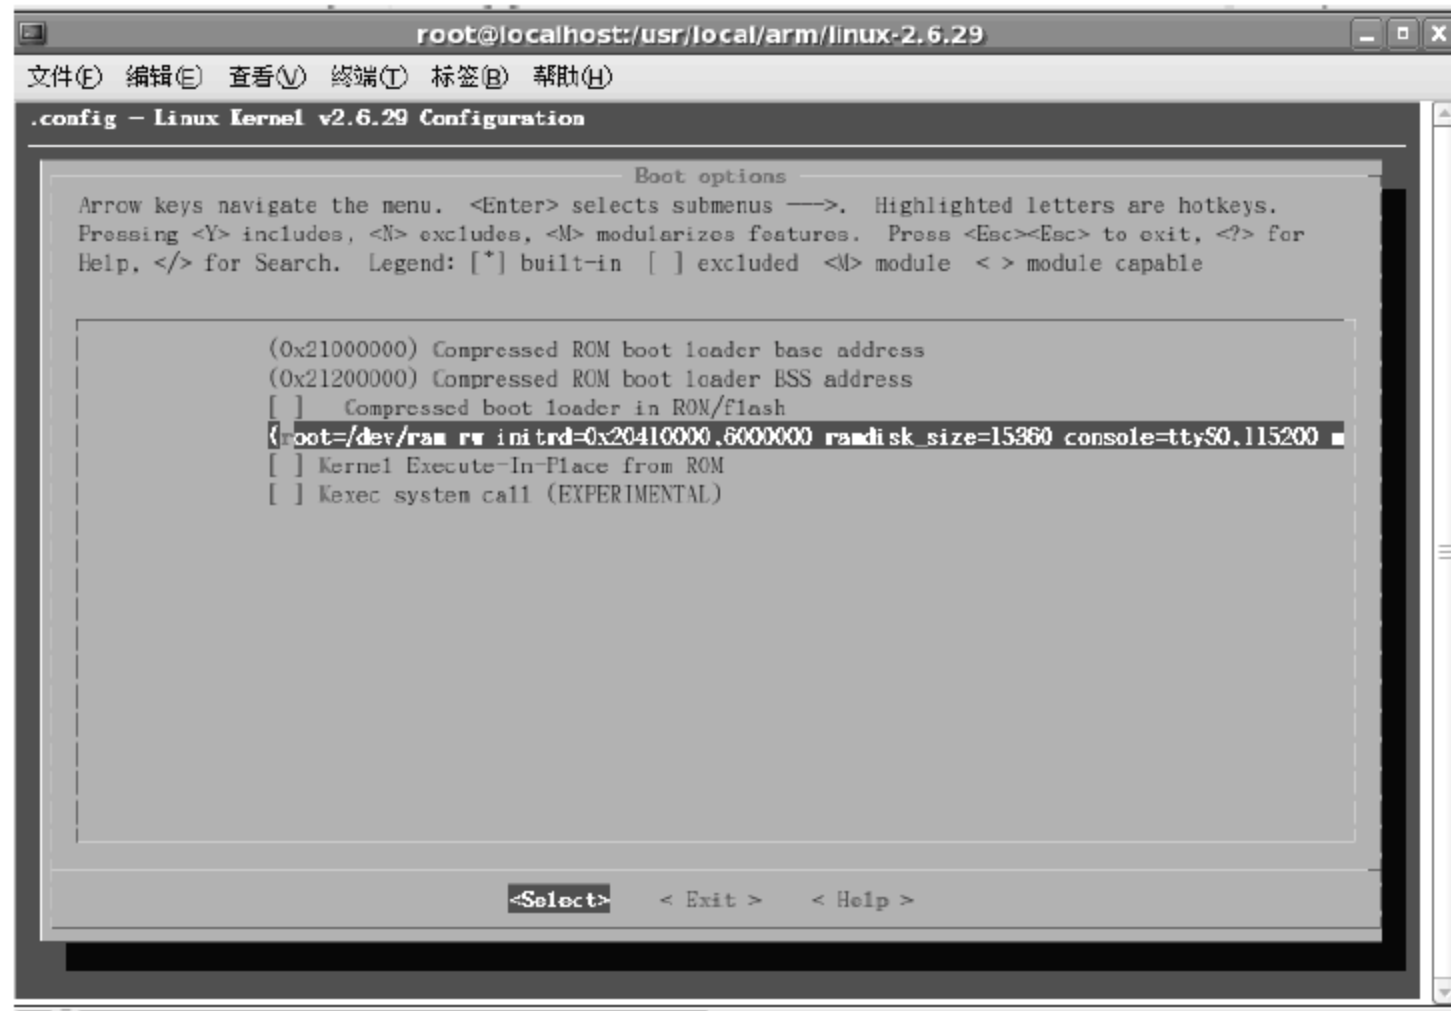 root@localhost:/usr/local/arm/linux-2.6.29
文件(F) 编辑(E) 查看(V) 终端(T) 标签(B) 帮助(H)
.config - Linux Kernel v2.6.29 Configuration
Boot options
Arrow keys navigate the menu. <Enter> selects submenus --->. Highlighted letters are hotkeys.
Pressing <Y> includes, <N> excludes, <M> modularizes features. Press <Esc><Esc> to exit, <?> for
Help, </> for Search. Legend: [*] built-in [ ] excluded <M> module < > module capable
(0x21000000) Compressed ROM boot loader base address
(0x21200000) Compressed ROM boot loader BSS address
[ ] Compressed boot loader in ROM/flash
(root=/dev/ram rw initrd=0x20410000,6000000 ramdisk_size=15360 console=ttyS0,115200 m
[ ] Kernel Execute-In-Place from ROM
[ ] Kexec system call (EXPERIMENTAL)
<Select> < Exit > < Help >